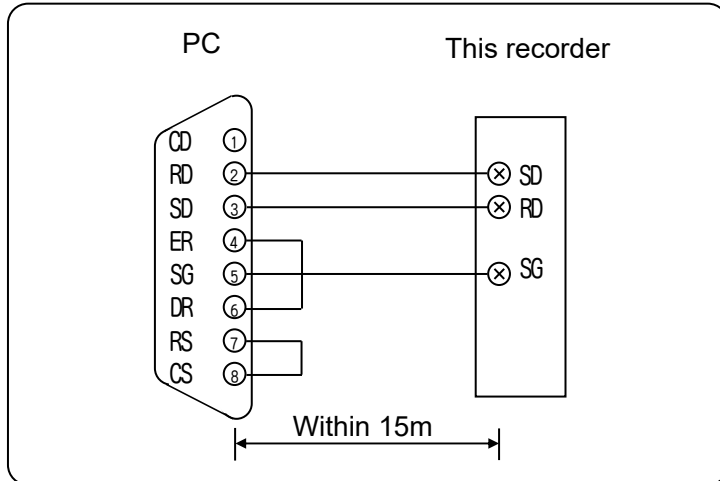 PC
This recorder
CD 1
RD 2 SD
SD 3 RD
ER 4
SG 5 SG
DR 6
RS 7
CS 8
Within 15m